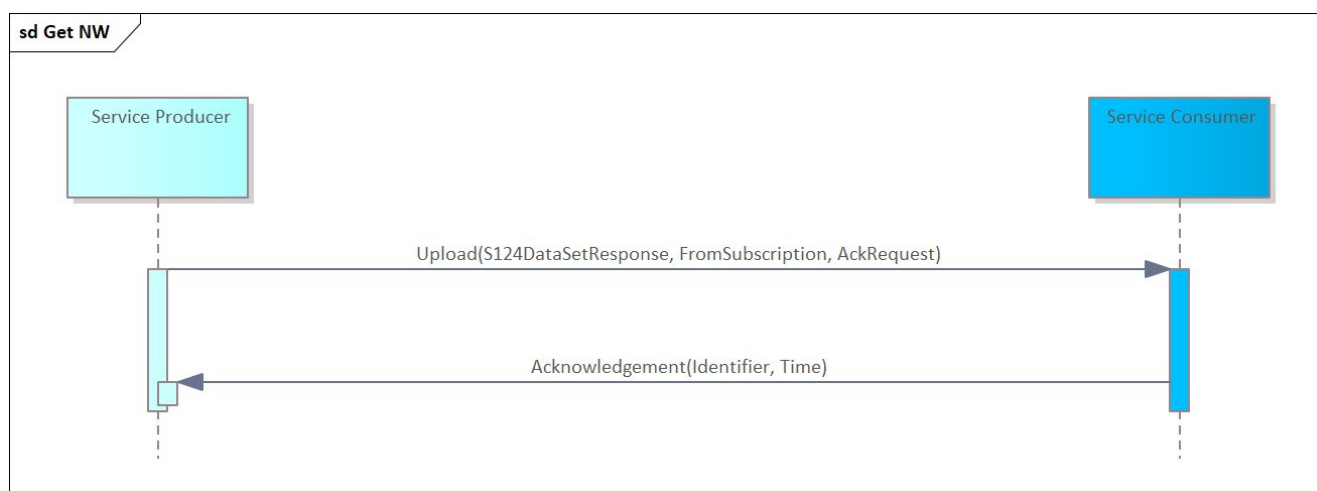 sd Get NW
Service Producer
Service Consumer
Upload(S124DataSetResponse, FromSubscription, AckRequest)
Acknowledgement(Identifier, Time)